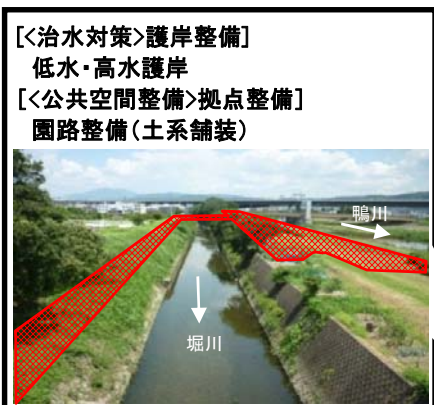 [<治水対策>護岸整備]
低水・高水護岸
[<公共空間整備>拠点整備]
園路整備(土系舗装)
鴨川
堀川